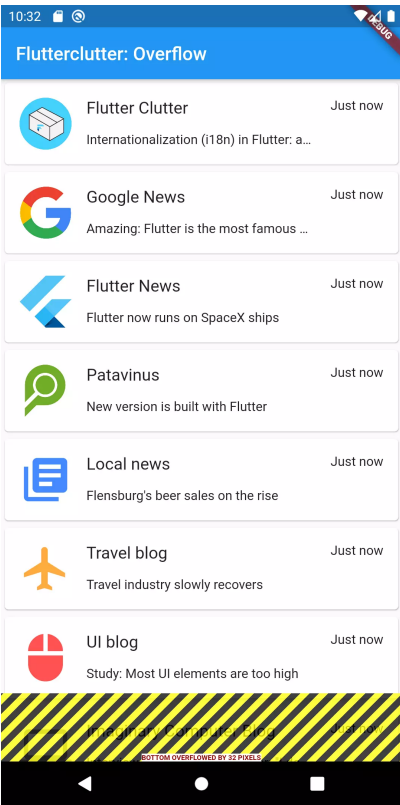 10:32
DEBUG
Flutterclutter: Overflow
Flutter Clutter
Just now
Internationalization (i18n) in Flutter: a...
Google News
Just now
Amazing: Flutter is the most famous ...
Flutter News
Just now
Flutter now runs on SpaceX ships
Patavinus
Just now
New version is built with Flutter
Local news
Just now
Flensburg's beer sales on the rise
Travel blog
Just now
Travel industry slowly recovers
UI blog
Just now
Study: Most UI elements are too high
Imaginary Computer Blog
Just now
BOTTOM OVERFLOWED BY 32 PIXELS